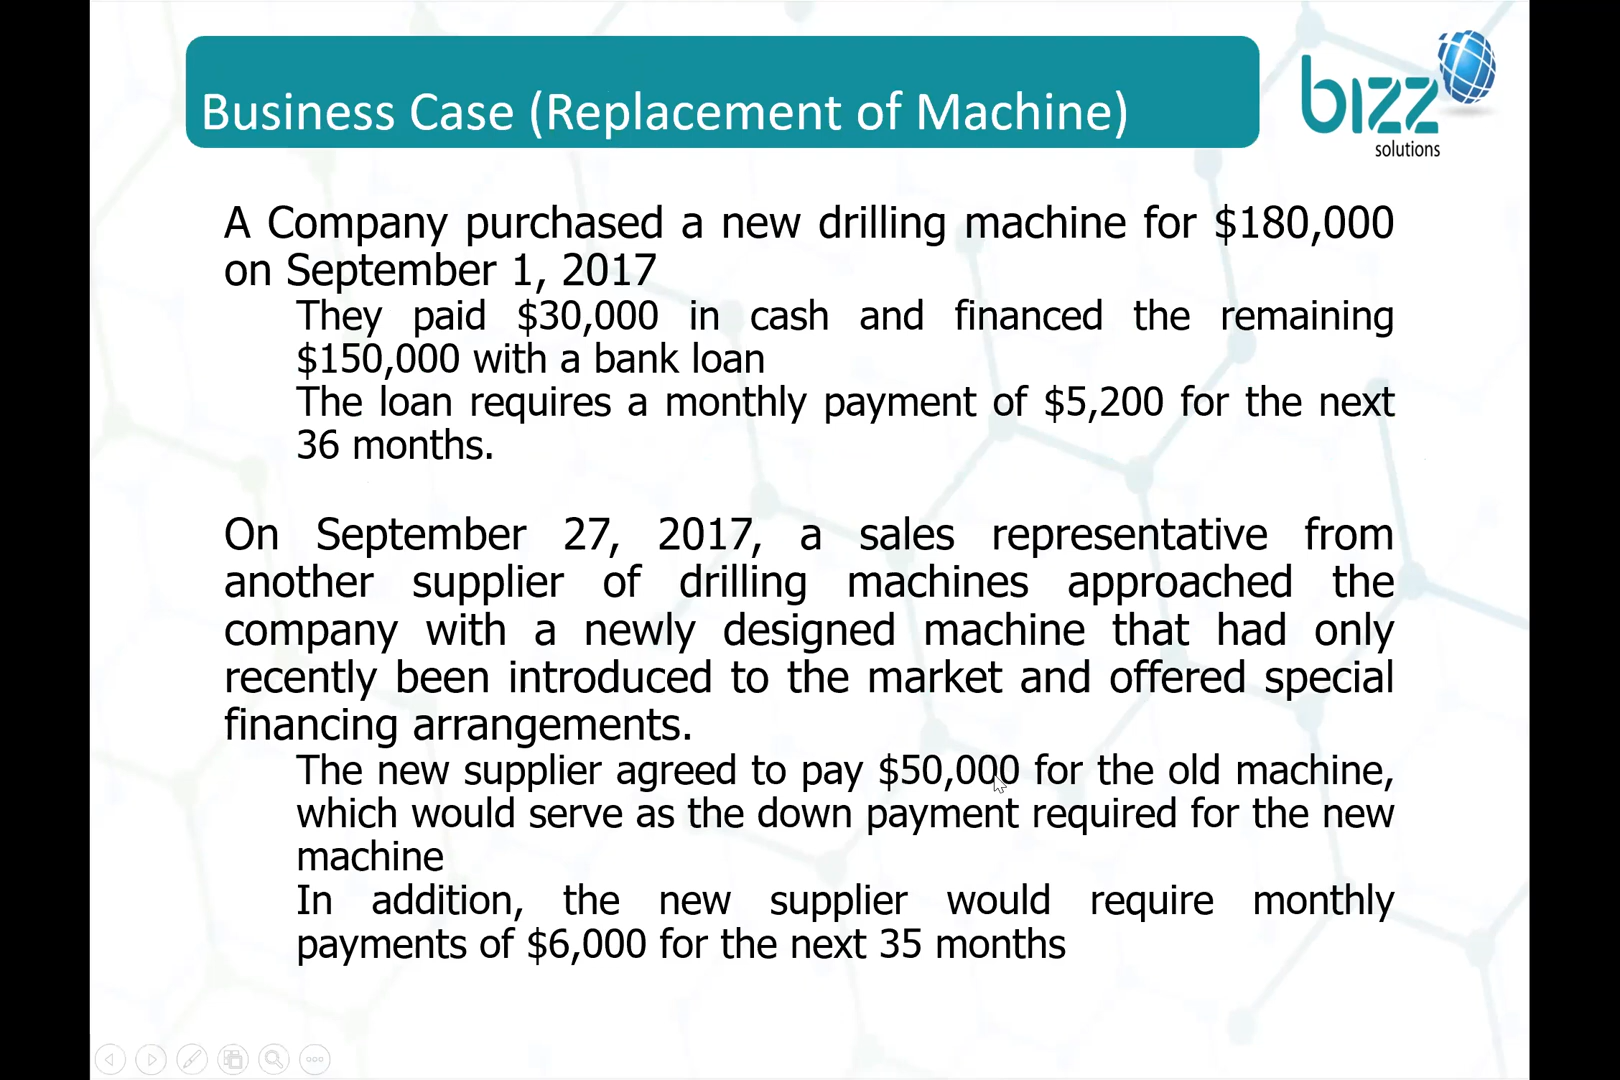 Business Case (Replacement of Machine)
bizz
solutions
A Company purchased a new drilling machine for $180,000
on September 1, 2017
They paid $30,000 in cash and financed the remaining
$150,000 with a bank loan
The loan requires a monthly payment of $5,200 for the next
36 months.
On September 27, 2017, a sales representative from
another supplier of drilling machines approached the
company with a newly designed machine that had only
recently been introduced to the market and offered special
financing arrangements.
The new supplier agreed to pay $50,000 for the old machine,
which would serve as the down payment required for the new
machine
In addition, the new supplier would require monthly
payments of $6,000 for the next 35 months